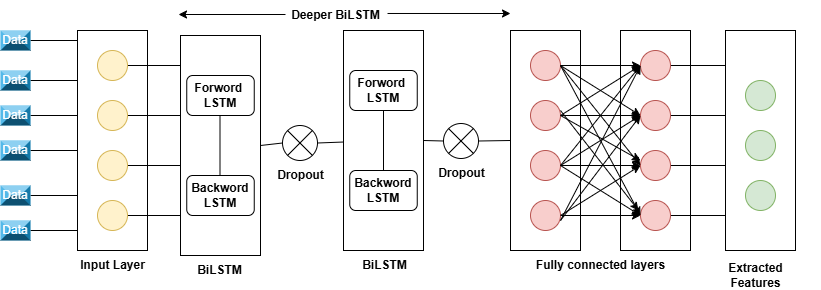 Deeper BiLSTM
Data
Data
Data
Data
Data
Data
Input Layer
Forword
LSTM
Backword
LSTM
BiLSTM
Dropout
Forword
LSTM
Backword
LSTM
BiLSTM
Dropout
Fully connected layers
Extracted
Features